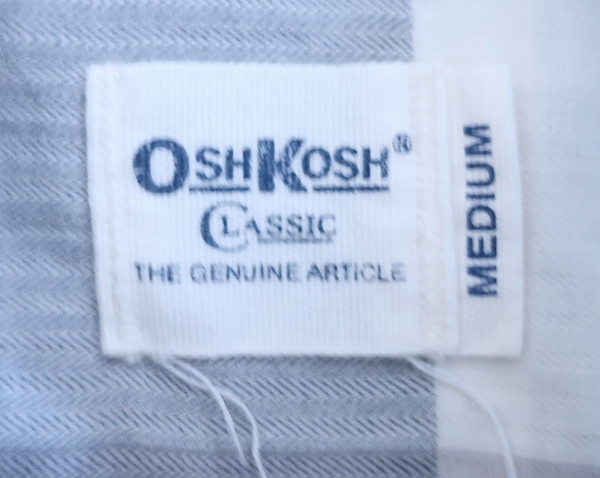 OSHKOSH®
CLASSIC
THE GENUINE ARTICLE
MEDIUM